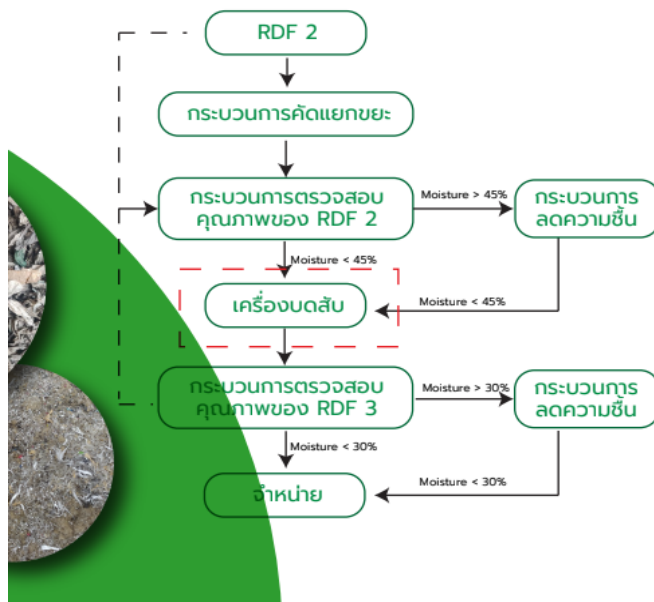 RDF 2
กระบวนการคัดแยกขยะ
กระบวนการตรวจสอบ
คุณภาพของ RDF 2
Moisture > 45%
กระบวนการ
ลดความชื้น
Moisture < 45%
เครื่องบดสับ
Moisture < 45%
กระบวนการตรวจสอบ
คุณภาพของ RDF 3
Moisture > 30%
กระบวนการ
ลดความชื้น
Moisture < 30%
จำหน่าย
Moisture < 30%